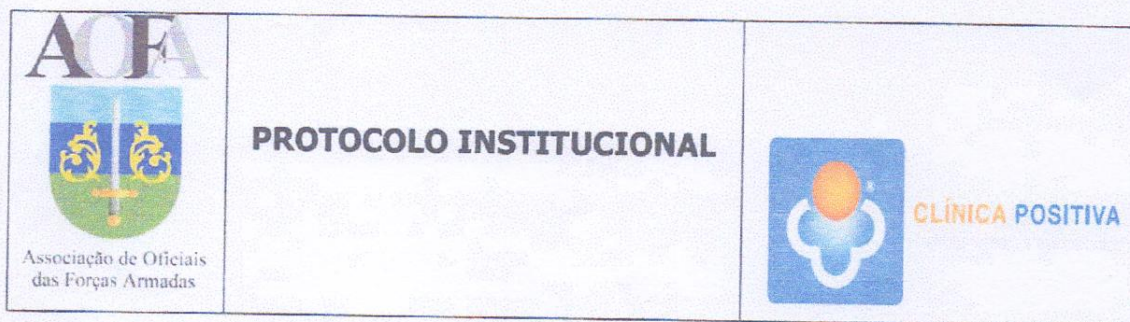 AOFA
Associação de Oficiais
das Forças Armadas
PROTOCOLO INSTITUCIONAL
®
CLÍNICA POSITIVA